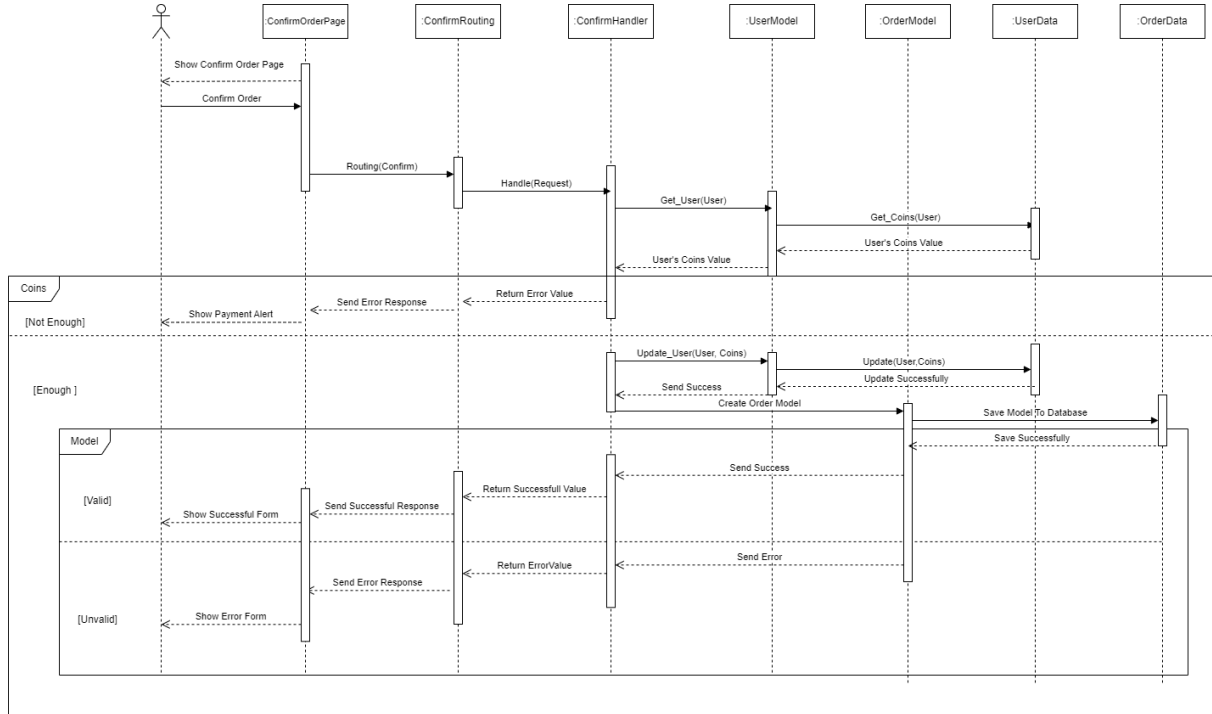 :ConfirmOrderPage
:ConfirmRouting
:ConfirmHandler
:UserModel
:OrderModel
:UserData
:OrderData
Show Confirm Order Page
Confirm Order
Routing(Confirm)
Handle(Request)
Get_User(User)
Get_Coins(User)
User's Coins Value
User's Coins Value
Coins
Return Error Value
Send Error Response
Show Payment Alert
[Not Enough]
Update_User(User, Coins)
Update(User,Coins)
Update Successfully
Send Success
[Enough ]
Create Order Model
Save Model To Database
Save Successfully
Model
Send Success
Return Successfull Value
Send Successful Response
Show Successful Form
[Valid]
Send Error
Return ErrorValue
Send Error Response
Show Error Form
[Unvalid]